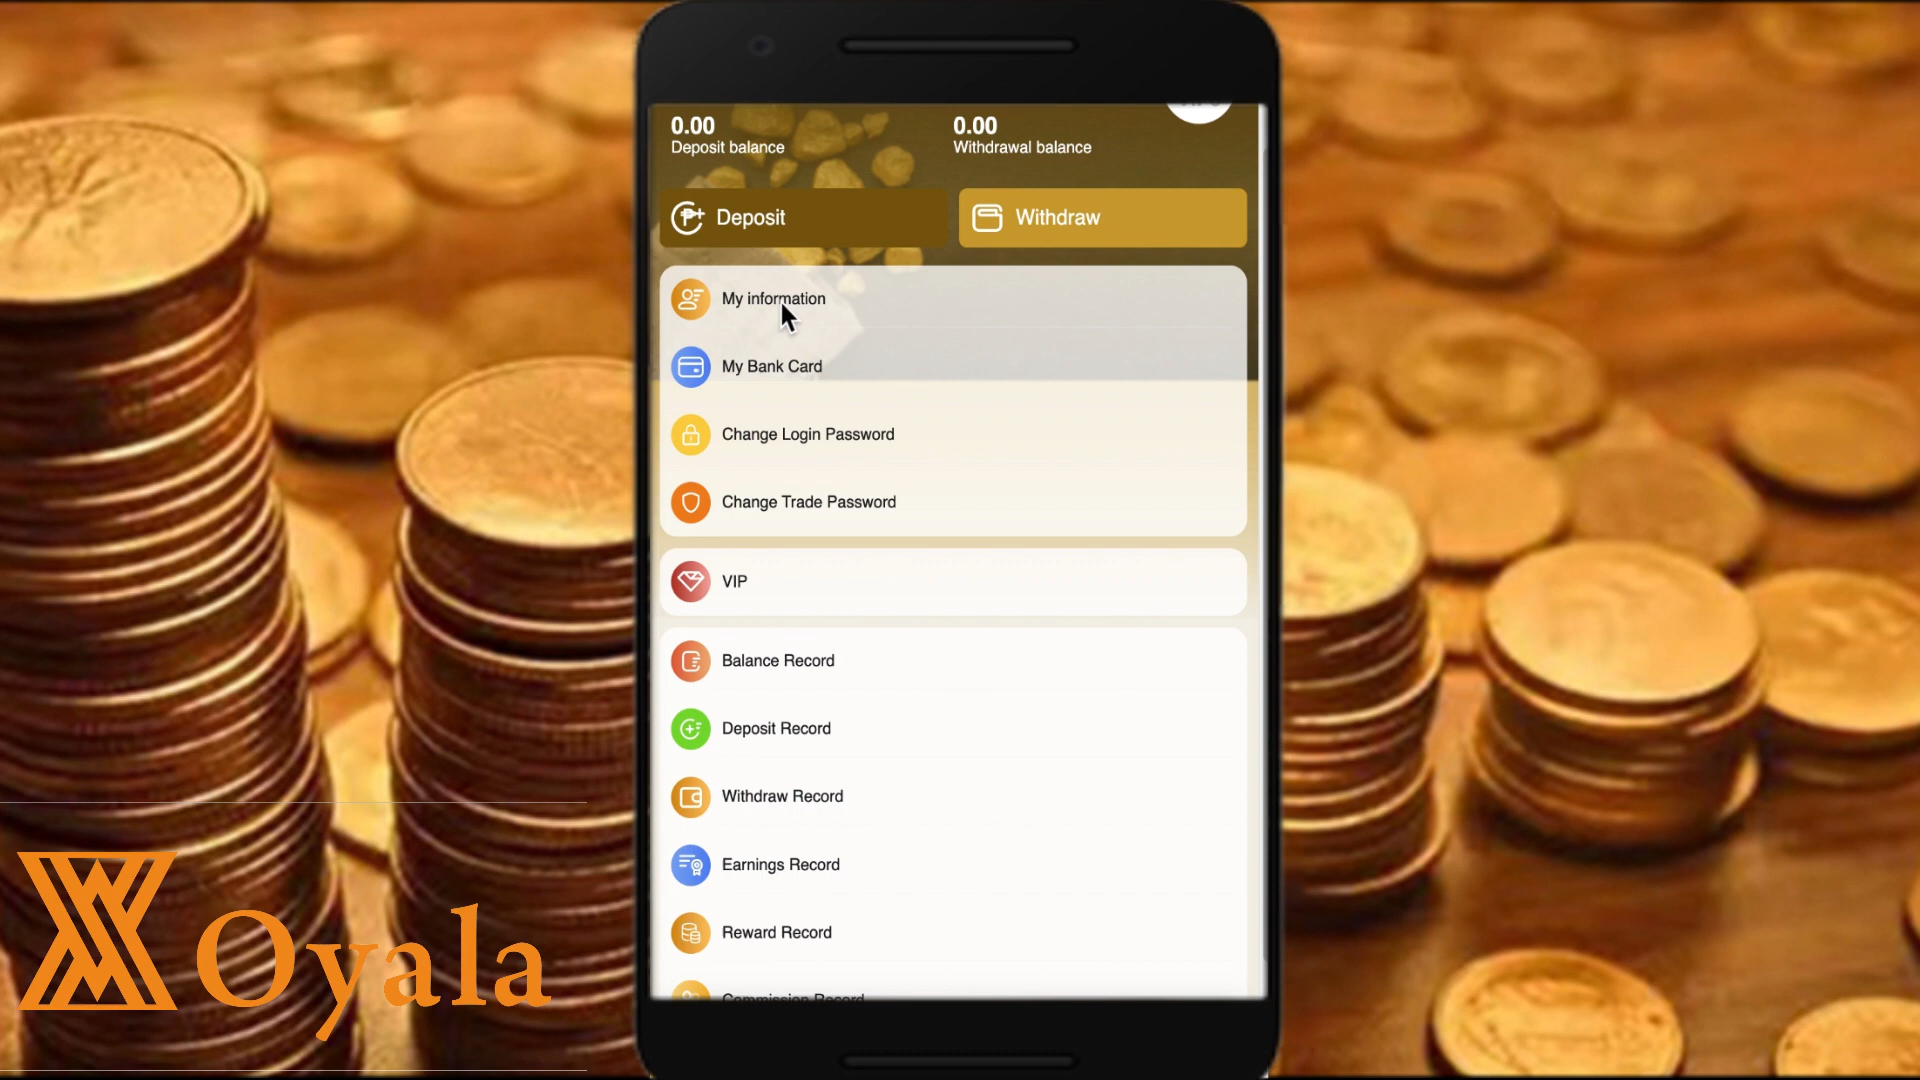 0.00
Deposit balance
0.00
Withdrawal balance
Deposit
Withdraw
My information
My Bank Card
Change Login Password
Change Trade Password
VIP
Balance Record
Deposit Record
Withdraw Record
Earnings Record
Reward Record
Commission Record
Oyala